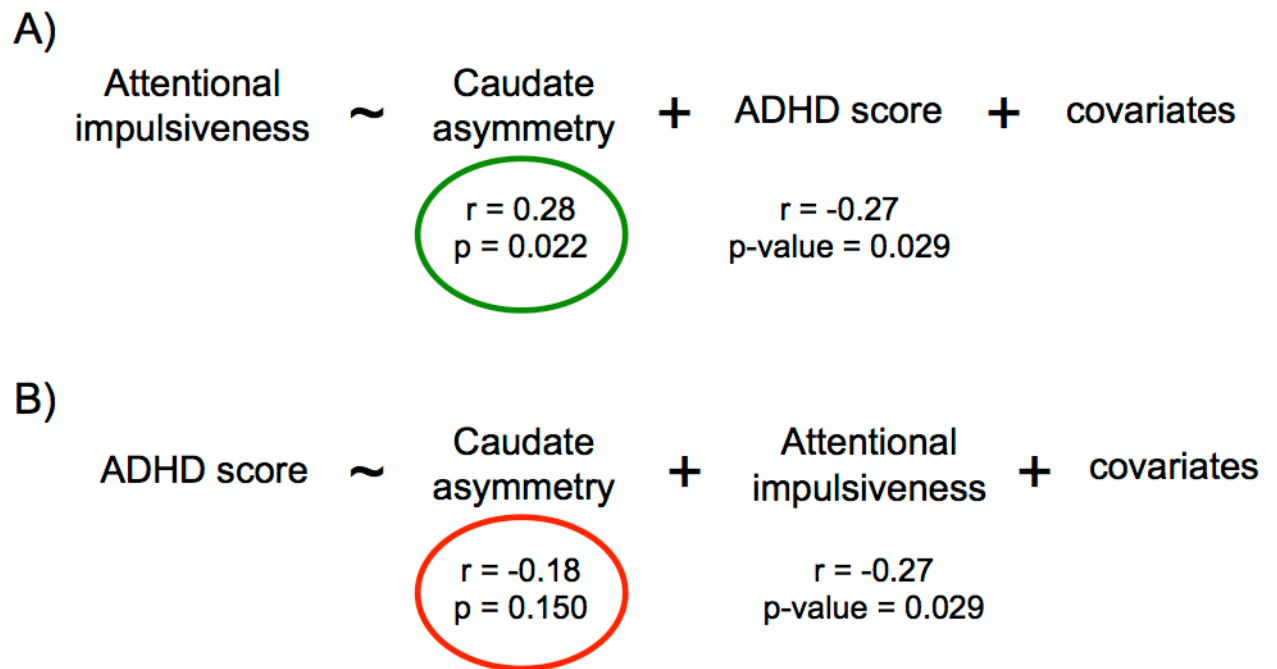 A)
Attentional impulsiveness ~ Caudate asymmetry + ADHD score + covariates
r = 0.28
p = 0.022
r = -0.27
p-value = 0.029
B)
ADHD score ~ Caudate asymmetry + Attentional impulsiveness + covariates
r = -0.18
p = 0.150
r = -0.27
p-value = 0.029